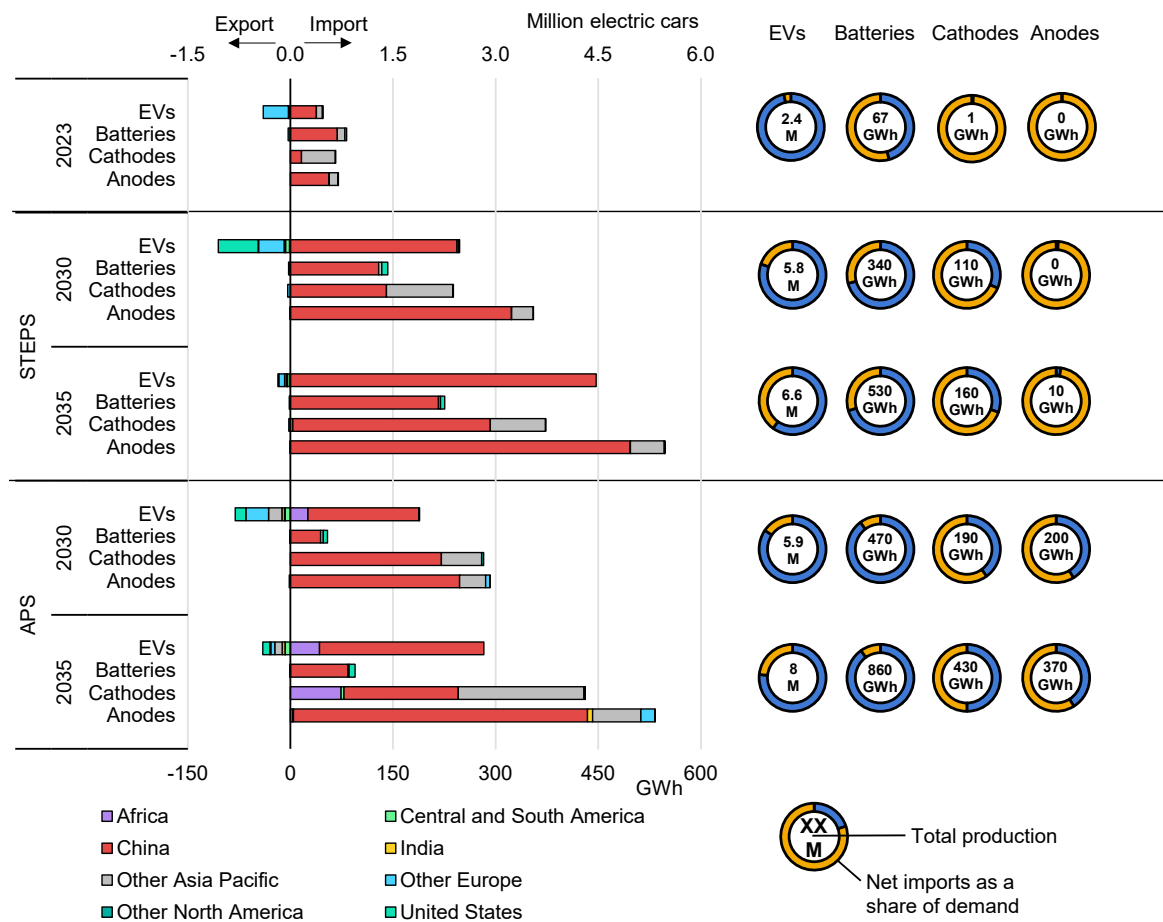 Export
Import
Million electric cars
-1.5
0.0
1.5
3.0
4.5
6.0
EVs
Batteries
Cathodes
Anodes
2023
EVs
Batteries
Cathodes
Anodes
2.4
M
67
GWh
1
GWh
0
GWh
STEPS
2030
EVs
Batteries
Cathodes
Anodes
5.8
M
340
GWh
110
GWh
0
GWh
2035
EVs
Batteries
Cathodes
Anodes
6.6
M
530
GWh
160
GWh
10
GWh
APS
2030
EVs
Batteries
Cathodes
Anodes
5.9
M
470
GWh
190
GWh
200
GWh
2035
EVs
Batteries
Cathodes
Anodes
8
M
860
GWh
430
GWh
370
GWh
-150
0
150
300
450
600
GWh
Africa
Central and South America
China
India
Other Asia Pacific
Other Europe
Other North America
United States
XX
M
Total production
Net imports as a
share of demand